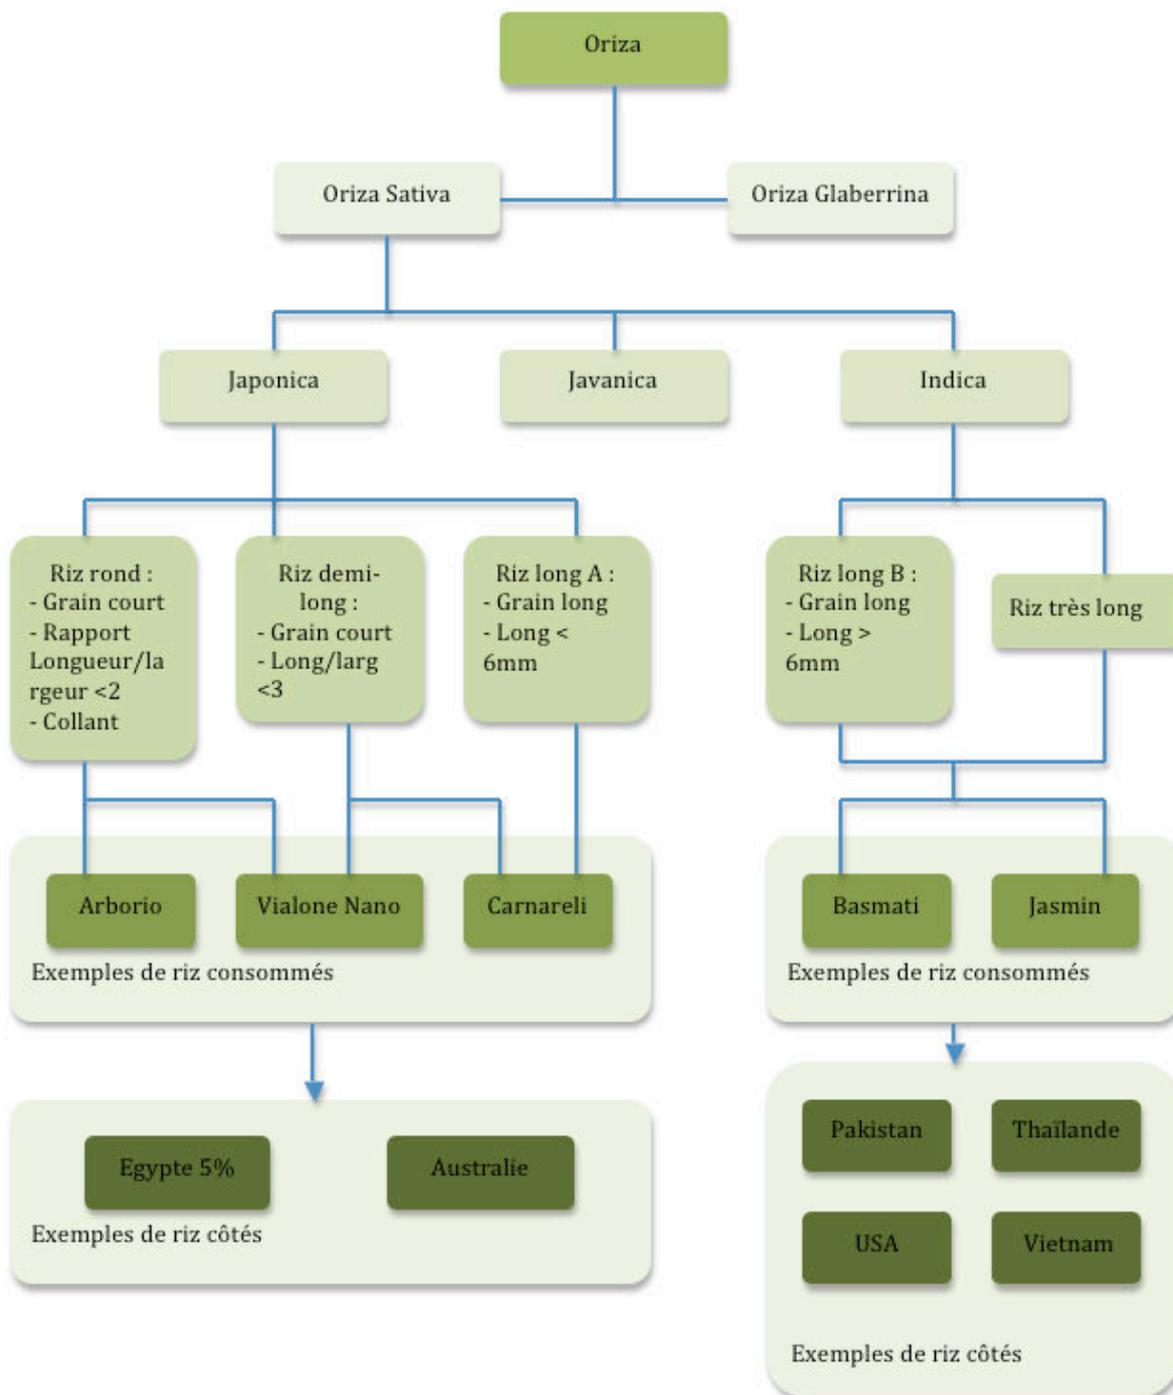 Oriza
Oriza Sativa
Oriza Glaberrina
Japonica
Javanica
Indica
Riz rond :
- Grain court
- Rapport
Longueur/la
rgeur <2
- Collant
Riz demi-
long :
- Grain court
- Long/larg
<3
Riz long A :
- Grain long
- Long <
6mm
Riz long B :
- Grain long
- Long >
6mm
Riz très long
Arborio
Vialone Nano
Carnareli
Exemples de riz consommés
Basmati
Jasmin
Exemples de riz consommés
Egypte 5%
Australie
Exemples de riz côtés
Pakistan
Thaïlande
USA
Vietnam
Exemples de riz côtés